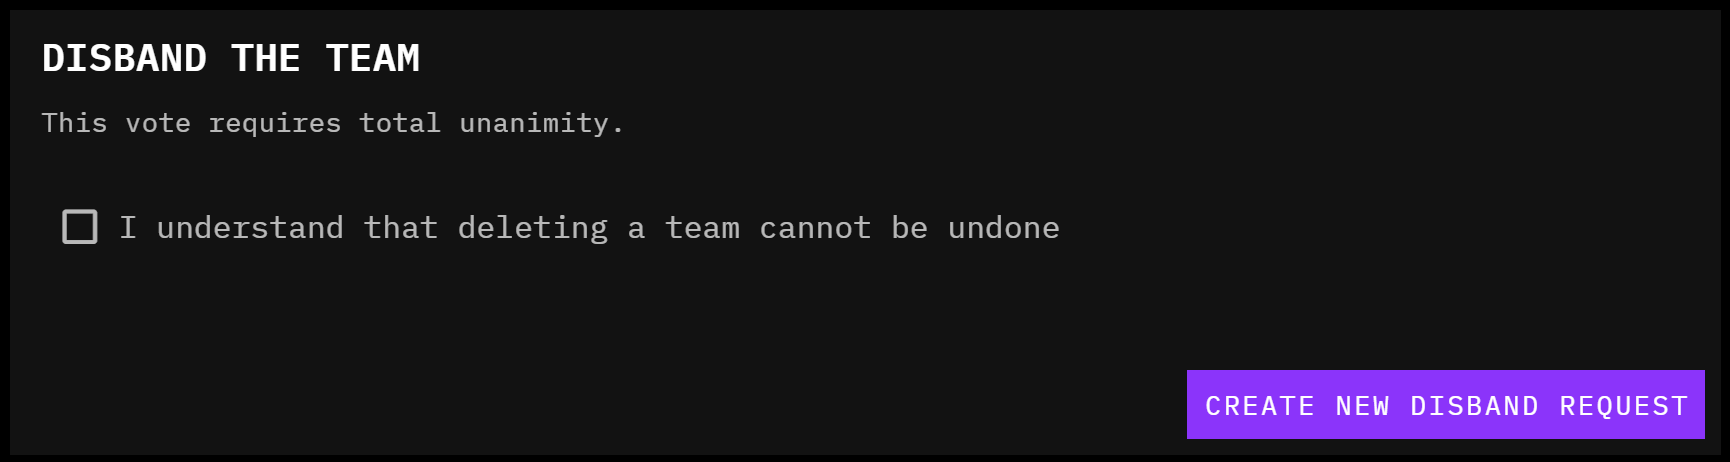 DISBAND THE TEAM
This vote requires total unanimity.
I understand that deleting a team cannot be undone
CREATE NEW DISBAND REQUEST